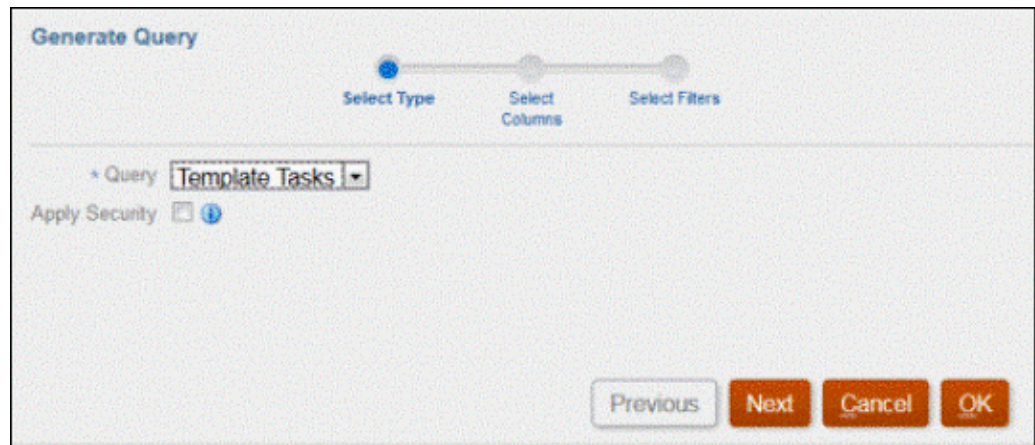 Generate Query
Select Type
Select
Columns
Select Filters
* Query Template Tasks
Apply Security
Previous Next Cancel OK